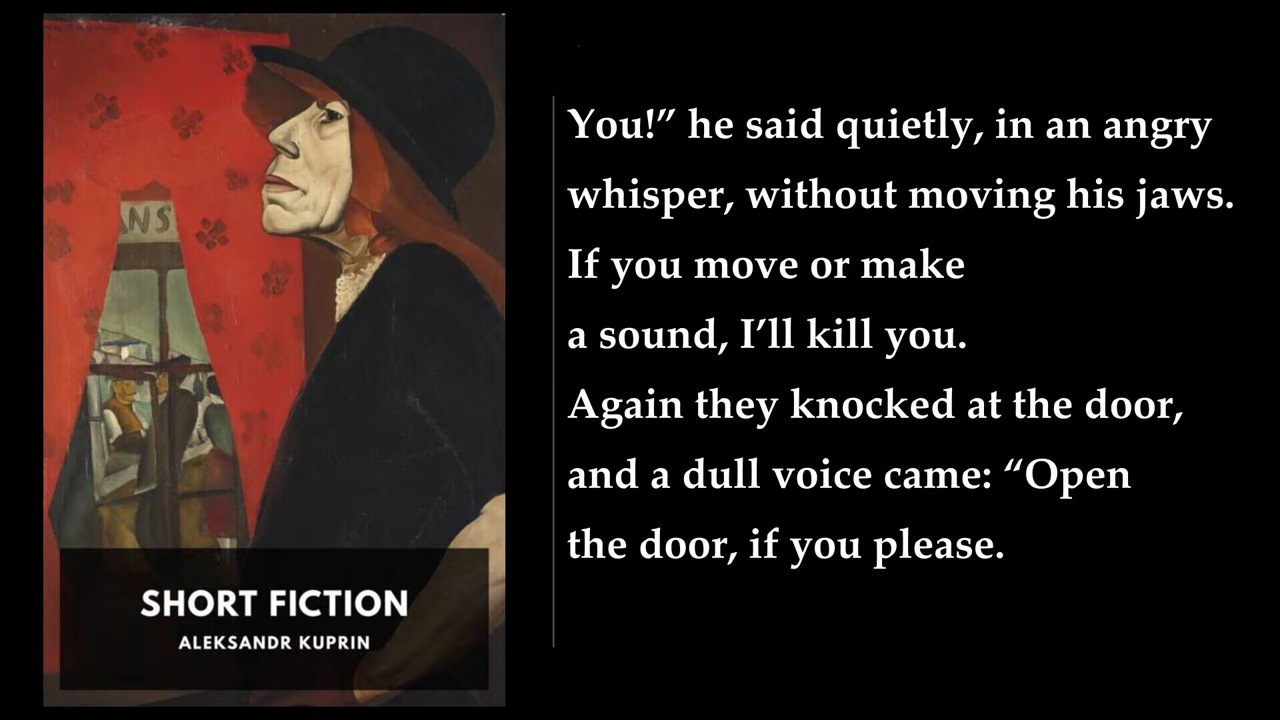 ANS
SHORT FICTION
ALEKSANDR KUPRIN
You!” he said quietly, in an angry
whisper, without moving his jaws.
If you move or make
a sound, I’ll kill you.
Again they knocked at the door,
and a dull voice came: “Open
the door, if you please.